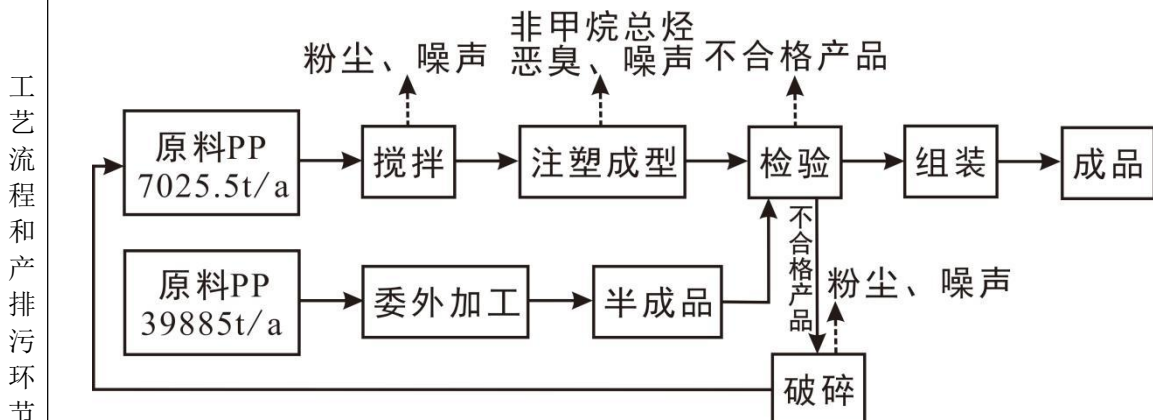 工艺流程和产排污环节
粉尘、噪声
非甲烷总烃
恶臭、噪声
不合格产品
原料PP
7025.5t/a
搅拌
注塑成型
检验
组装
成品
原料PP
39885t/a
委外加工
半成品
不合格产品
粉尘、噪声
破碎